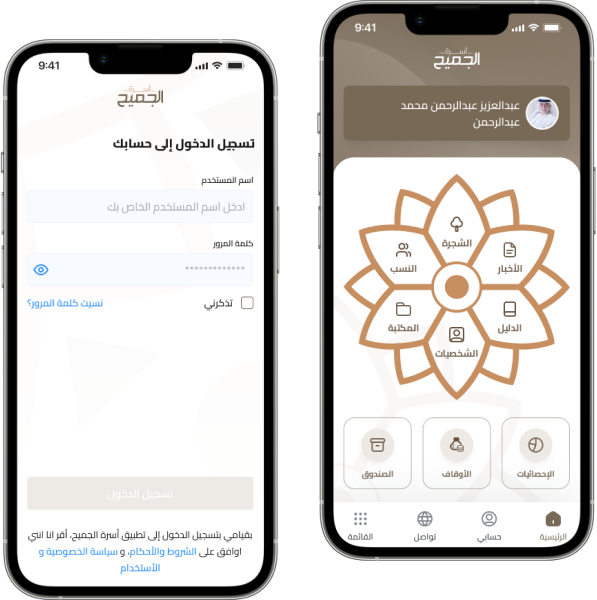 9:41
أسرة
الجميح
تسجيل الدخول إلى حسابك
اسم المستخدم
ادخل اسم المستخدم الخاص بك
كلمة المرور
*************
تذكرني
نسيت كلمة المرور؟
تسجيل الدخول
بقيامي بتسجيل الدخول إلى تطبيق أسرة الجميح، أقر انا انني
اوافق على الشروط والأحكام، و سياسة الخصوصية و
الأستخدام
9:41
أسرة
الجميح
عبدالعزيز عبدالرحمن محمد
عبدالرحمن
الشجرة
الأخبار
النسب
الدليل
المكتبة
الشخصيات
الإحصائيات
الأوقاف
الصندوق
الرئيسية
حسابي
تواصل
القائمة